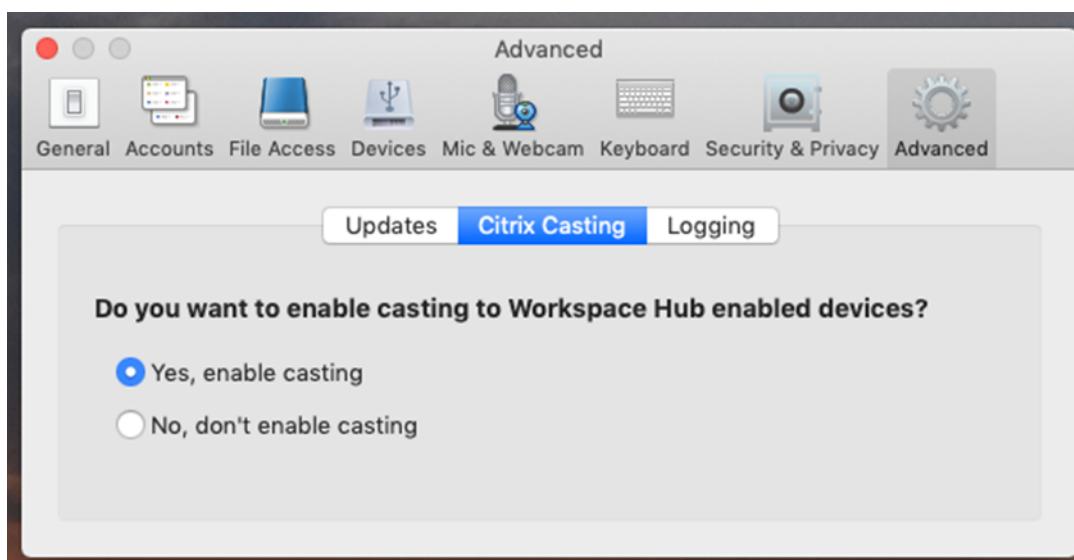 Advanced
General Accounts File Access Devices Mic & Webcam Keyboard Security & Privacy Advanced
Updates Citrix Casting Logging
Do you want to enable casting to Workspace Hub enabled devices?
Yes, enable casting
No, don't enable casting